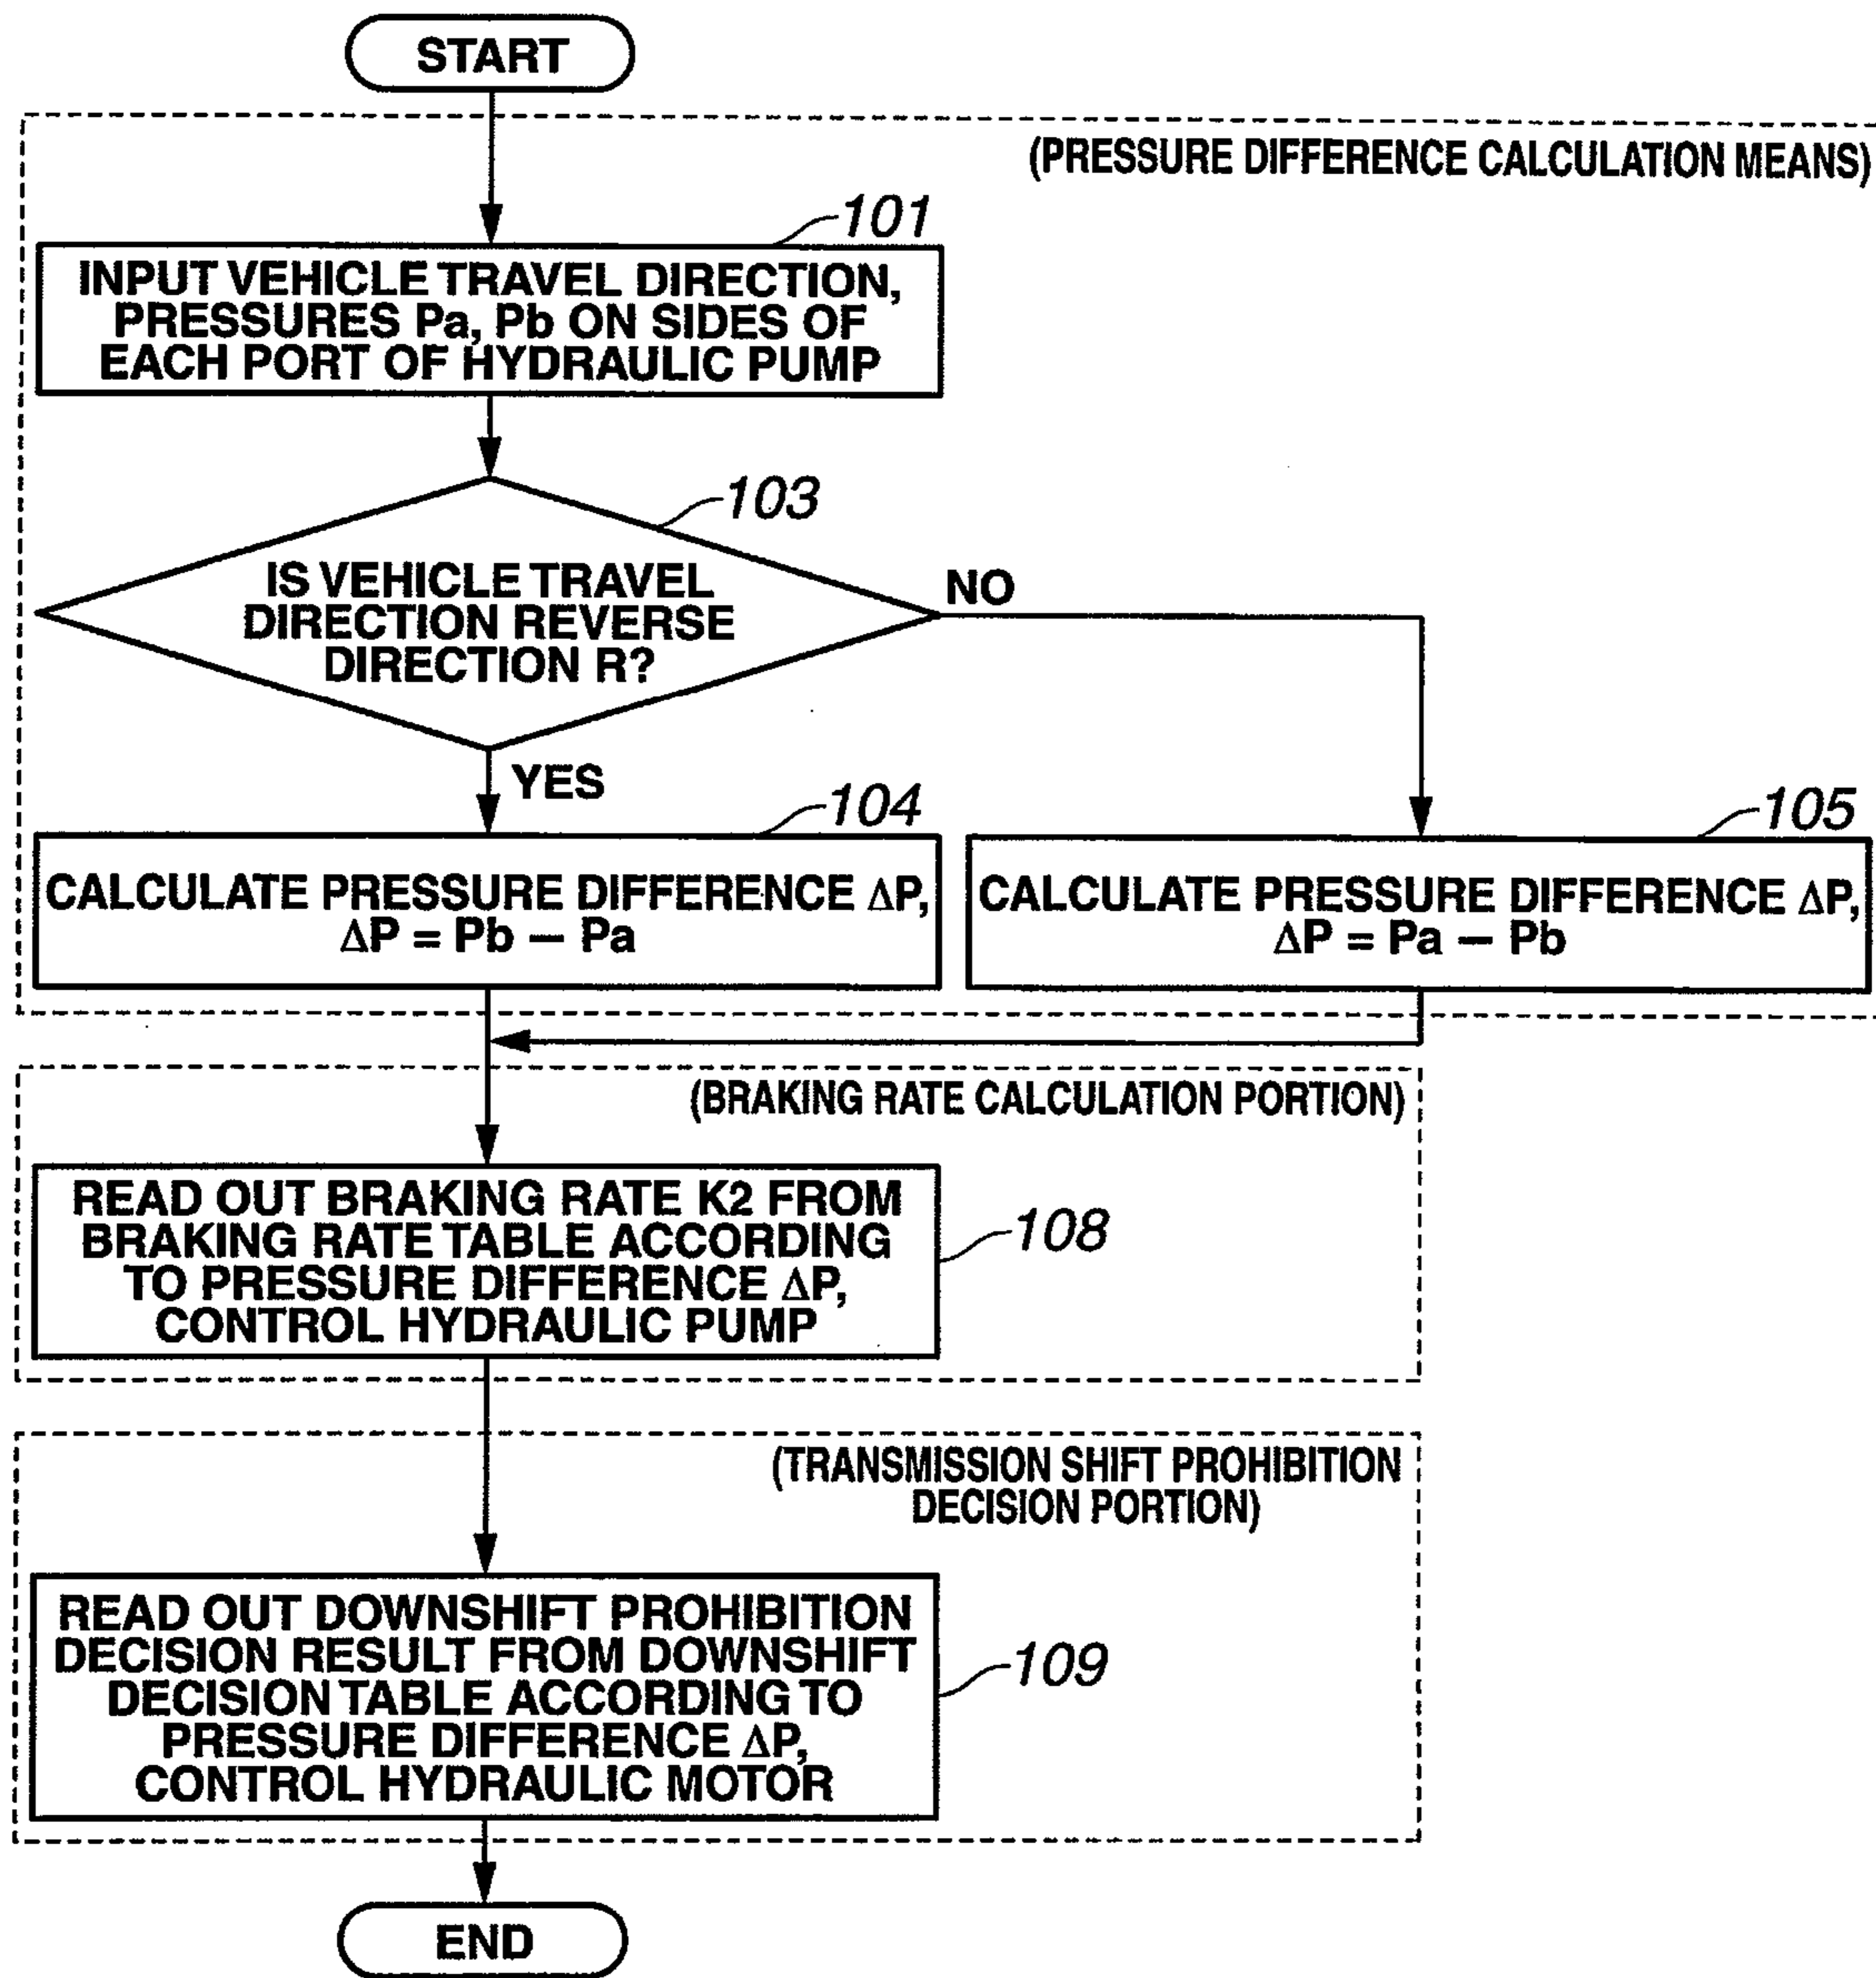 START
(PRESSURE DIFFERENCE CALCULATION MEANS)
101
INPUT VEHICLE TRAVEL DIRECTION,
PRESSURES Pa, Pb ON SIDES OF
EACH PORT OF HYDRAULIC PUMP
103
IS VEHICLE TRAVEL
DIRECTION REVERSE
DIRECTION R?
NO
YES
104
CALCULATE PRESSURE DIFFERENCE ΔP,
ΔP = Pb — Pa
105
CALCULATE PRESSURE DIFFERENCE ΔP,
ΔP = Pa — Pb
(BRAKING RATE CALCULATION PORTION)
READ OUT BRAKING RATE K2 FROM
BRAKING RATE TABLE ACCORDING
TO PRESSURE DIFFERENCE ΔP,
CONTROL HYDRAULIC PUMP
108
(TRANSMISSION SHIFT PROHIBITION
DECISION PORTION)
READ OUT DOWNSHIFT PROHIBITION
DECISION RESULT FROM DOWNSHIFT
DECISION TABLE ACCORDING TO
PRESSURE DIFFERENCE ΔP,
CONTROL HYDRAULIC MOTOR
109
END